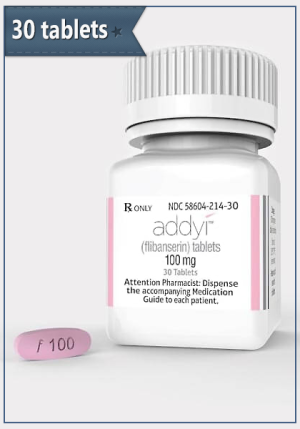 30 tablets
℞ ONLY NDC 58604-214-30
addyi™
(flibanserin) tablets
100 mg
30 Tablets
Attention Pharmacist: Dispense
the accompanying Medication
Guide to each patient.
f 100